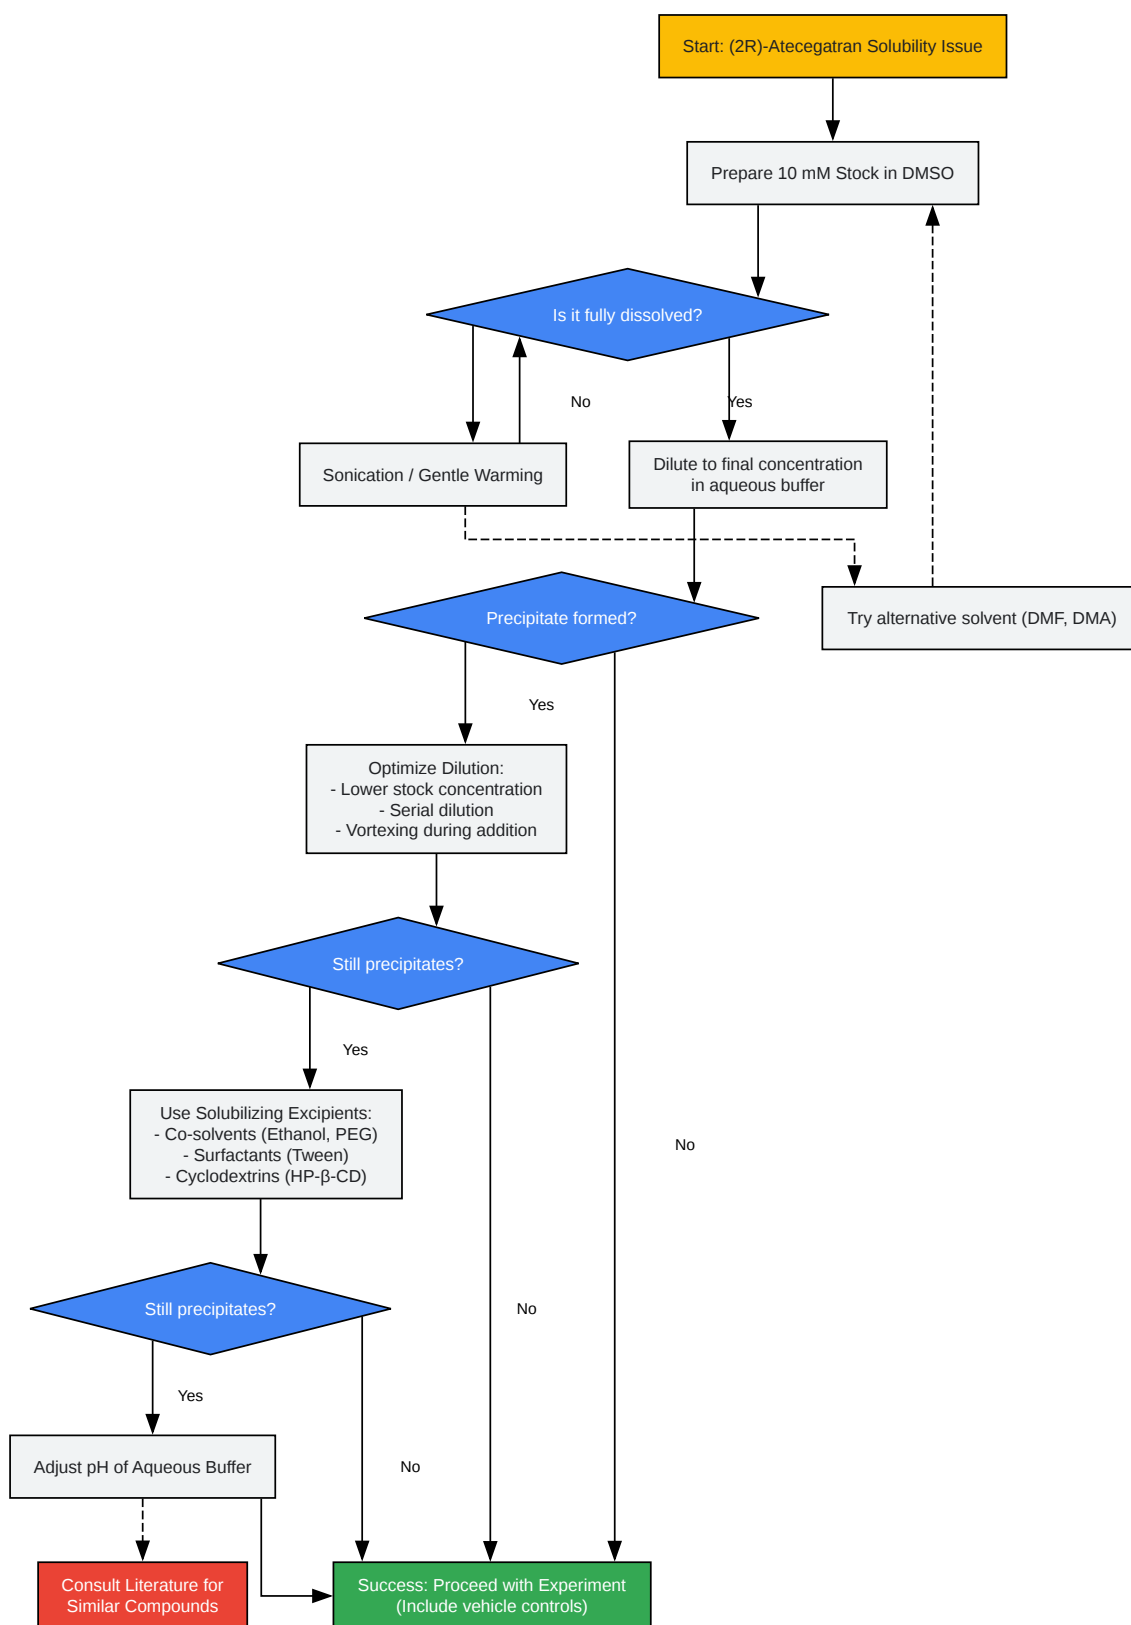 Start: (2R)-Atecegatran Solubility Issue
Prepare 10 mM Stock in DMSO
Is it fully dissolved?
No
Yes
Sonication / Gentle Warming
Dilute to final concentration
in aqueous buffer
Precipitate formed?
Try alternative solvent (DMF, DMA)
Yes
Optimize Dilution:
- Lower stock concentration
- Serial dilution
- Vortexing during addition
Still precipitates?
Yes
Use Solubilizing Excipients:
- Co-solvents (Ethanol, PEG)
- Surfactants (Tween)
- Cyclodextrins (HP-β-CD)
No
Still precipitates?
No
Yes
Adjust pH of Aqueous Buffer
No
Consult Literature for
Similar Compounds
Success: Proceed with Experiment
(Include vehicle controls)